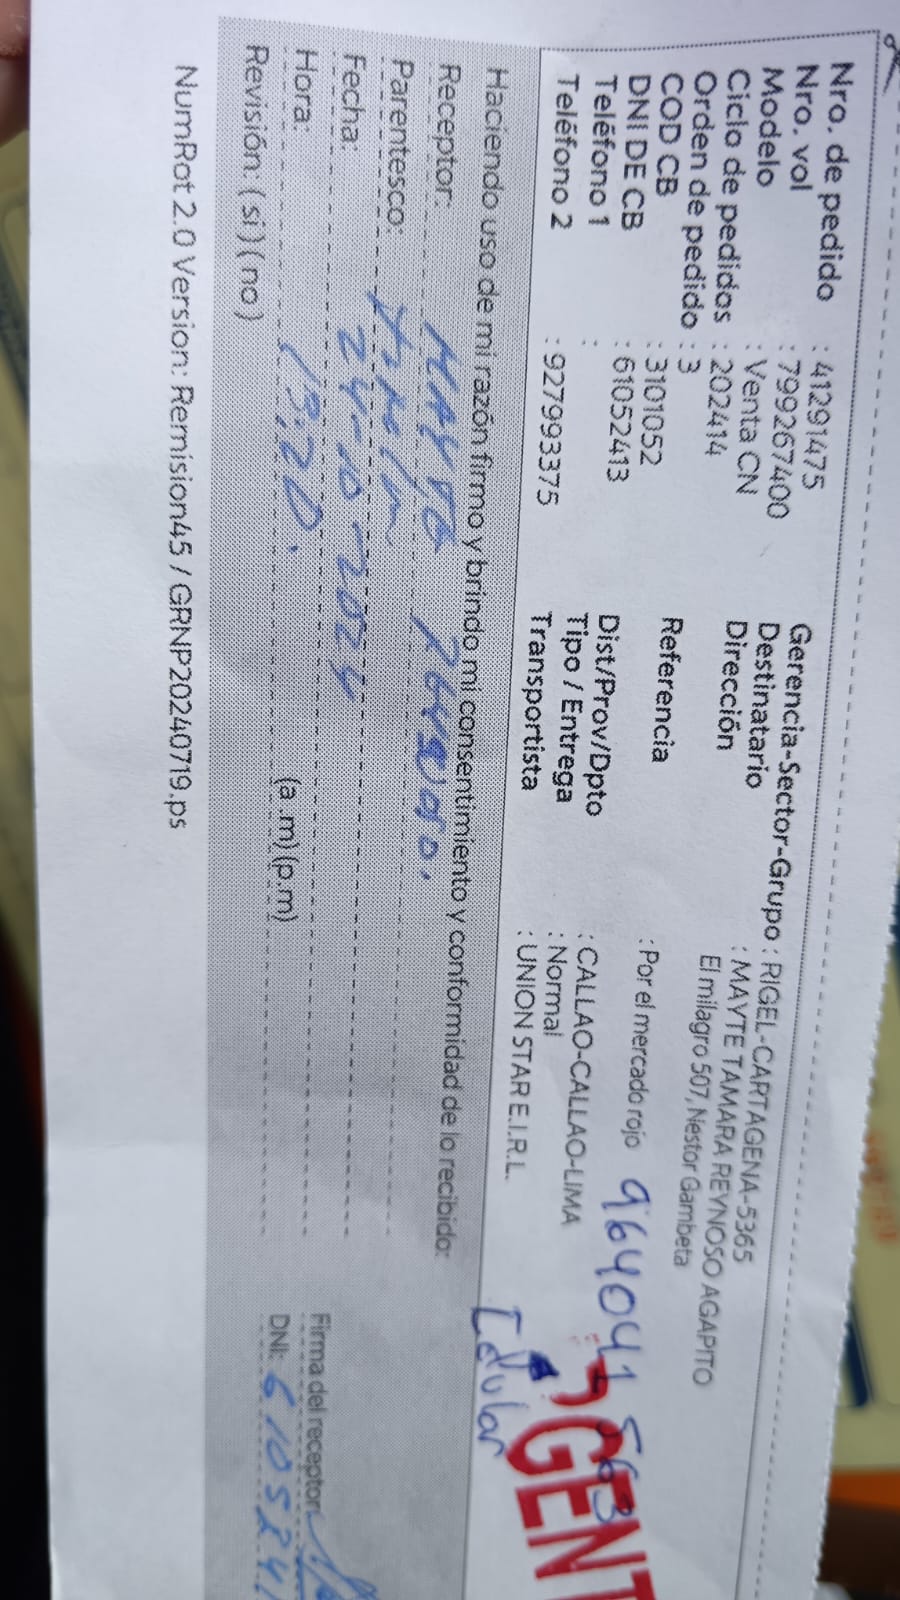 Nro. de pedido : 41291475
Nro. vol : 799267400
Modelo : Venta CN
Ciclo de pedidos : 202414
Orden de pedido : 3
COD CB : 3101052
DNI DE CB : 61052413
Teléfono 1 :
Teléfono 2 : 927993375
Gerencia-Sector-Grupo : RIGEL-CARTAGENA-5365
Destinatario : MAYTE TAMARA REYNOSO AGAPITO
Dirección El milagro 507, Nestor Gambeta
Referencia : Por el mercado rojo
964041563
Dist/Prov/Dpto : CALLAO-CALLAO-LIMA
Tipo / Entrega : Normal
Transportista : UNION STAR E.I.R.L.
GENT
Haciendo uso de mi razón firmo y brindo mi consentimiento y conformidad de lo recibido:
Receptor: MAYTE
Parentesco:
Fecha: 24-10-2024
Hora: 13:20 (a.m) (p.m)
Revisión: ( si ) ( no )
Firma del receptor:
DNI: 6105241
NumRot 2.0 Version: Remision45 / GRNP20240719.ps